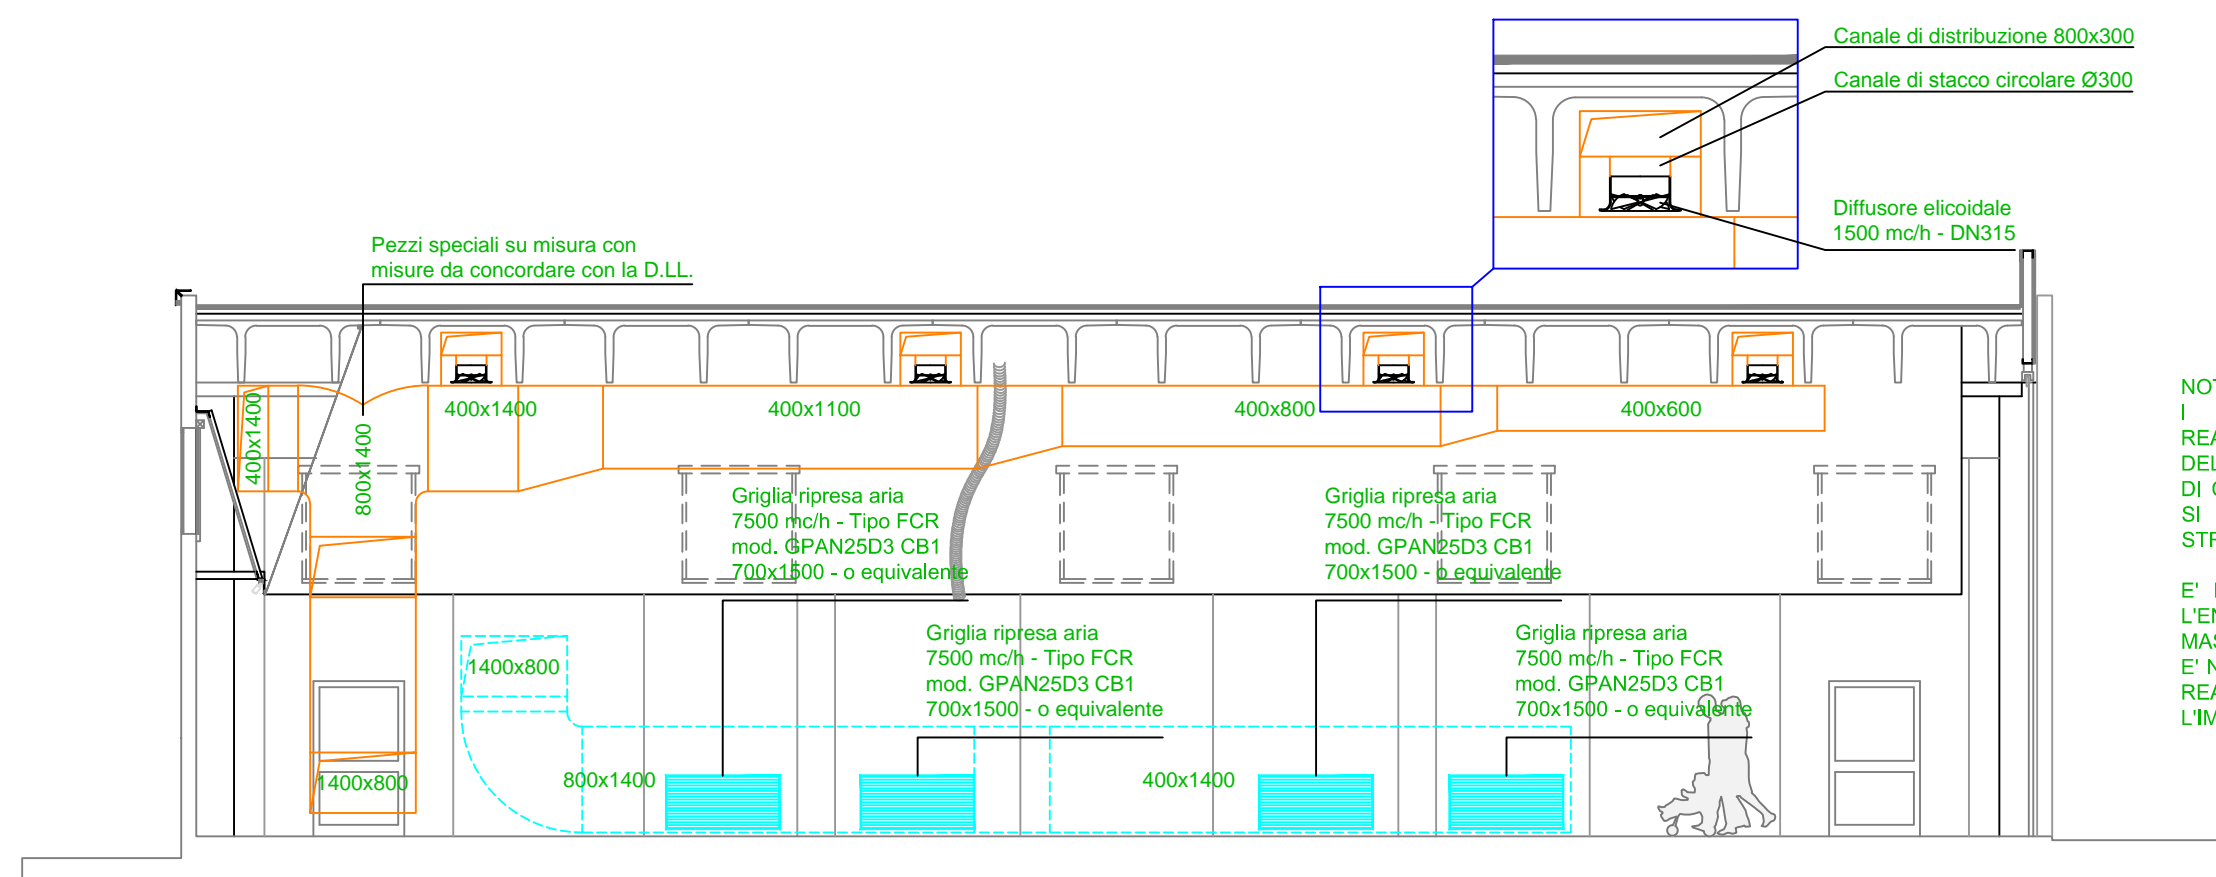 Canale di distribuzione 800x300
Canale di stacco circolare Ø300
Diffusore elicoidale
1500 mc/h - DN315
Pezzi speciali su misura con
misure da concordare con la D.LL.
400x1400
800x1400
400x1400
400x1100
400x800
400x600
Griglia ripresa aria
7500 mc/h - Tipo FCR
mod. GPAN25D3 CB1
700x1500 - o equivalente
Griglia ripresa aria
7500 mc/h - Tipo FCR
mod. GPAN25D3 CB1
700x1500 - o equivalente
Griglia ripresa aria
7500 mc/h - Tipo FCR
mod. GPAN25D3 CB1
700x1500 - o equivalente
Griglia ripresa aria
7500 mc/h - Tipo FCR
mod. GPAN25D3 CB1
700x1500 - o equivalente
1400x800
1400x800
800x1400
400x1400
I
DI
SI
E'
E'